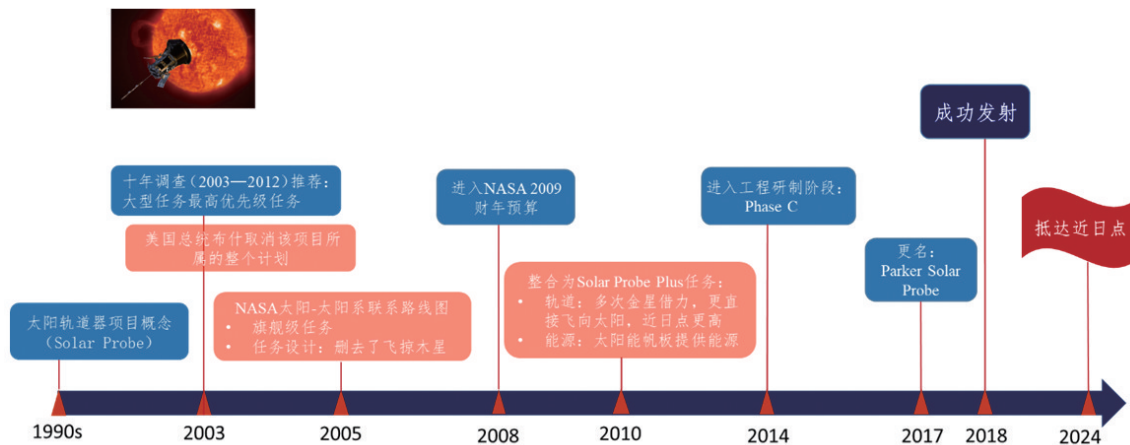 成功发射
十年调查(2003—2012)推荐:
大型任务最高优先级任务
进入NASA 2009
财年预算
进入工程研制阶段:
Phase C
抵达近日点
美国总统布什取消该项目所
属的整个计划
更名:
Parker Solar
Probe
整合为Solar Probe Plus任务:
• 轨道: 多次金星借力, 更直
接飞向太阳, 近日点更高
• 能源: 太阳能帆板提供能源
NASA太阳-太阳系联系路线图
• 旗舰级任务
• 任务设计: 删去了飞掠木星
太阳轨道器项目概念
(Solar Probe)
1990s 2003 2005 2008 2010 2014 2017 2018 2024